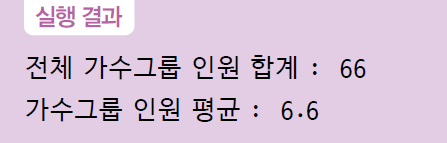 실행 결과
전체 가수그룹 인원 합계 : 66
가수그룹 인원 평균 : 6.6